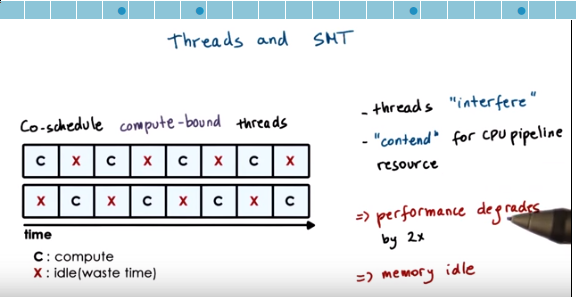 Threads and SMT
Co-schedule compute-bound threads
C X C X C X C X
X C X C X C X C
time
C: compute
X: idle(waste time)
- threads "interfere"
- "contend" for CPU pipeline
resource
=> performance degrades
by 2x
=> memory idle